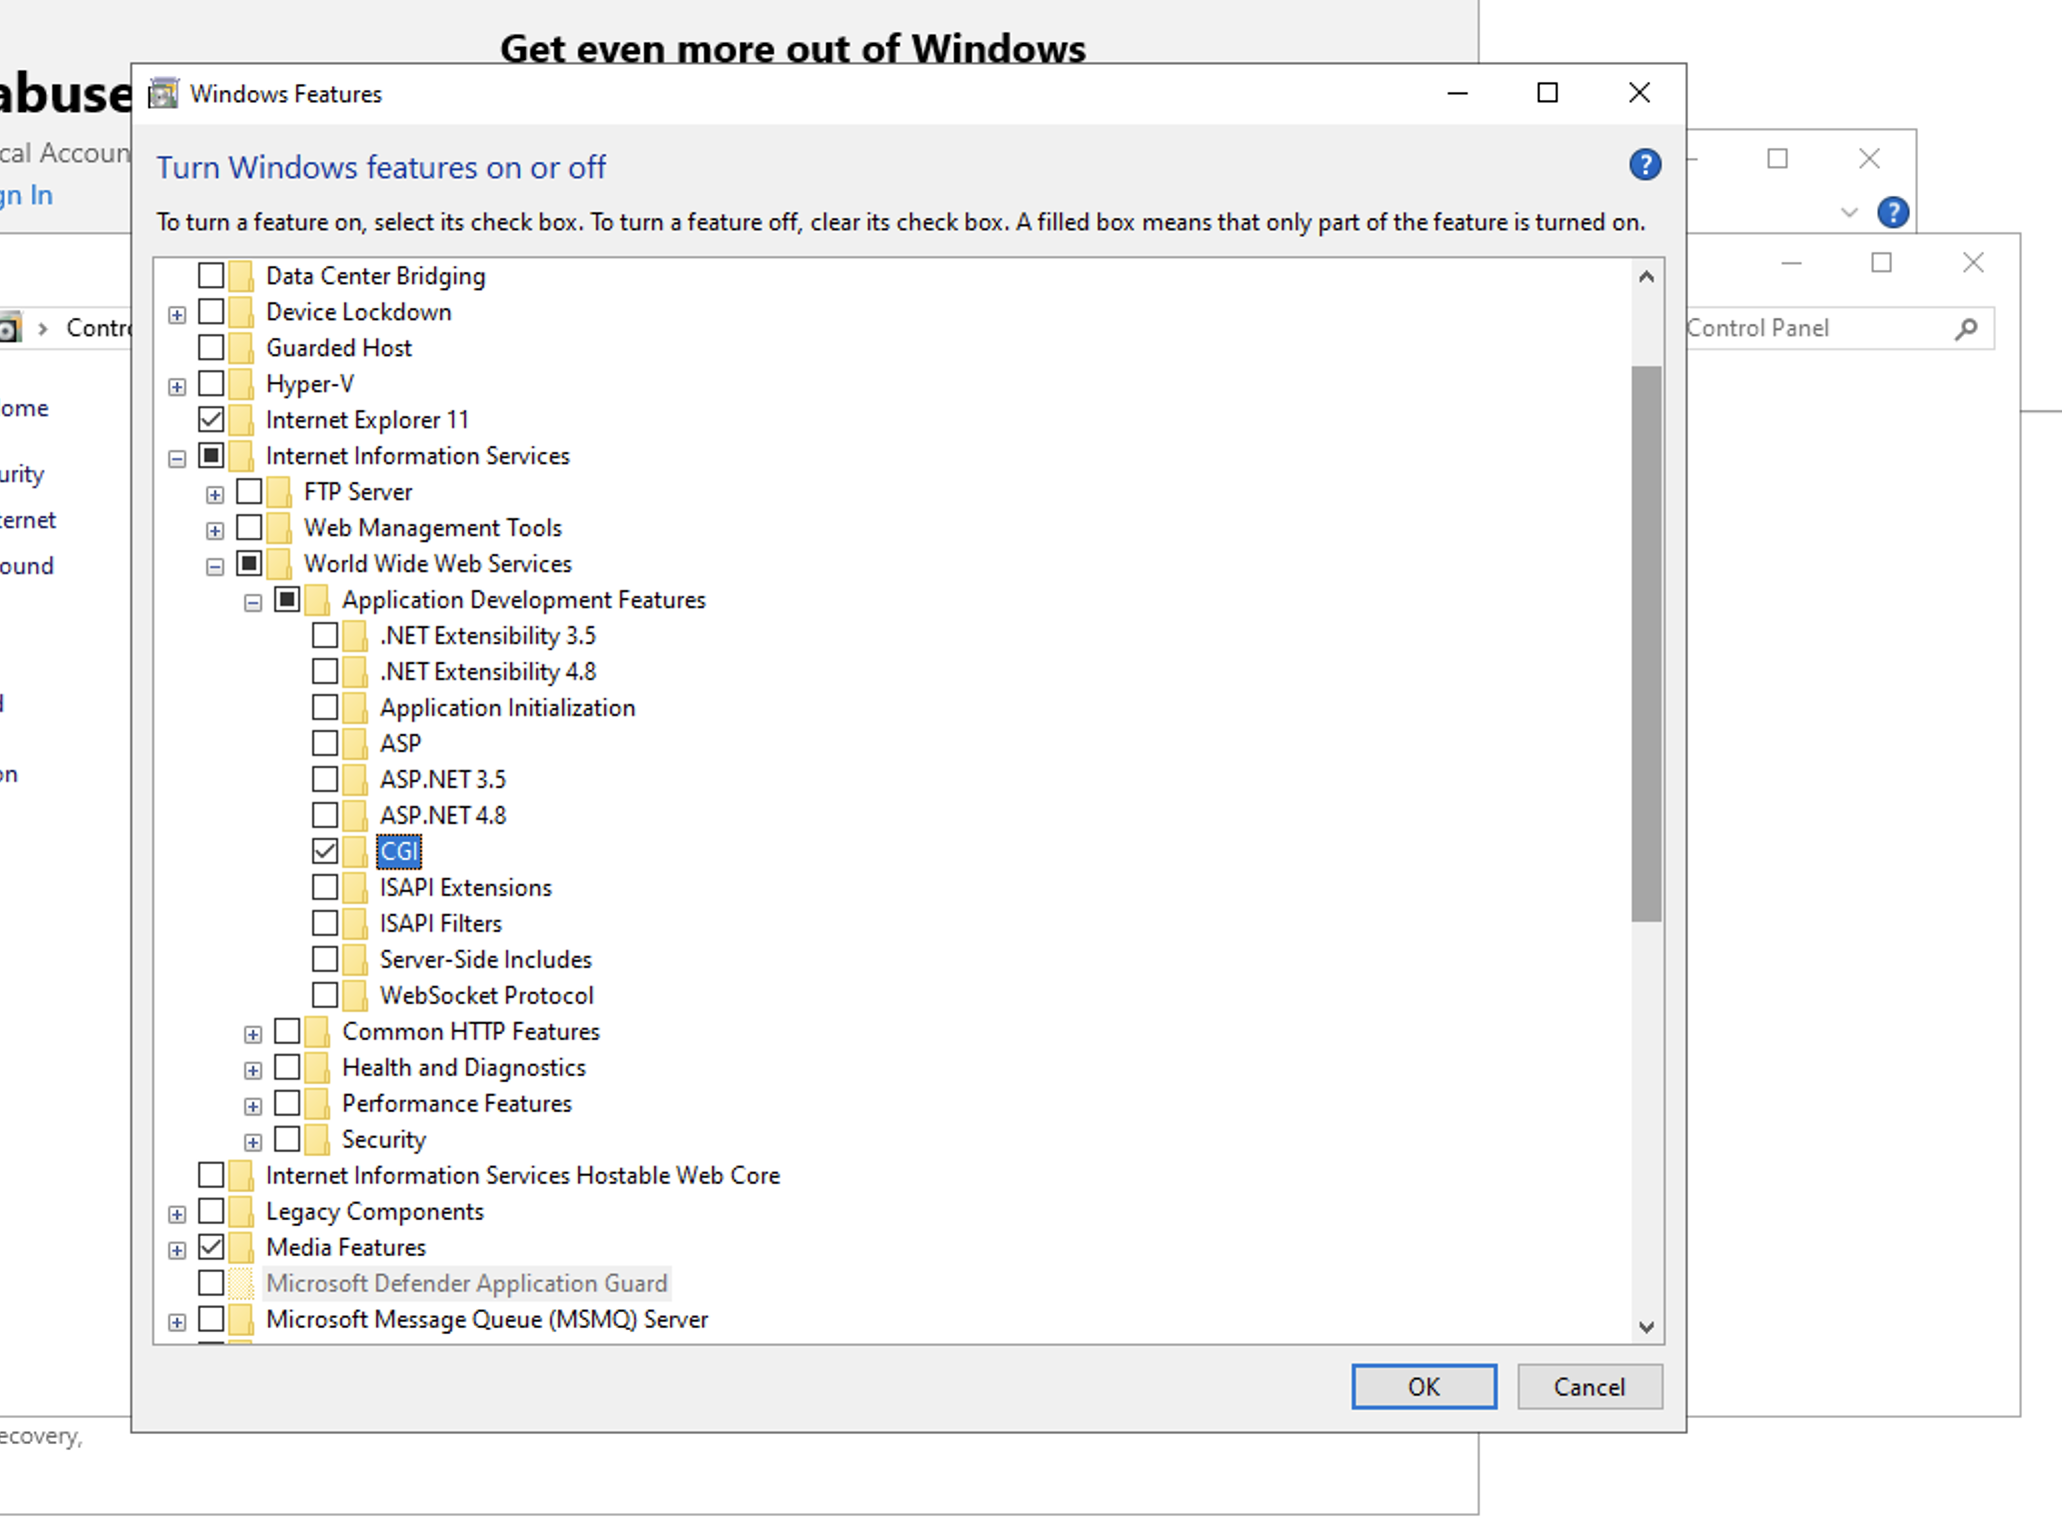 Get even more out of Windows
abuse
cal Accoun
gn In
Windows Features
Turn Windows features on or off
To turn a feature on, select its check box. To turn a feature off, clear its check box. A filled box means that only part of the feature is turned on.
Contro
Control Panel
ome
urity
ternet
ound
d
on
Data Center Bridging
Device Lockdown
Guarded Host
Hyper-V
Internet Explorer 11
Internet Information Services
FTP Server
Web Management Tools
World Wide Web Services
Application Development Features
.NET Extensibility 3.5
.NET Extensibility 4.8
Application Initialization
ASP
ASP.NET 3.5
ASP.NET 4.8
CGI
ISAPI Extensions
ISAPI Filters
Server-Side Includes
WebSocket Protocol
Common HTTP Features
Health and Diagnostics
Performance Features
Security
Internet Information Services Hostable Web Core
Legacy Components
Media Features
Microsoft Defender Application Guard
Microsoft Message Queue (MSMQ) Server
OK
Cancel
ecovery,